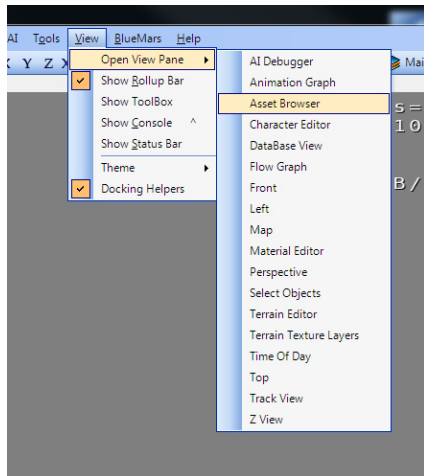 AI Tools View BlueMars Help
Y Z X
Mai
Open View Pane
Show Rollup Bar
Show ToolBox
Show Console ^
Show Status Bar
Theme
Docking Helpers
AI Debugger
Animation Graph
Asset Browser
Character Editor
DataBase View
Flow Graph
Front
Left
Map
Material Editor
Perspective
Select Objects
Terrain Editor
Terrain Texture Layers
Time Of Day
Top
Track View
Z View
s=
10
B/